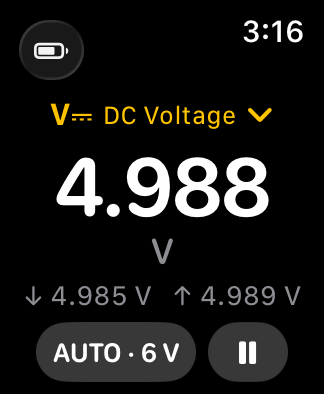 3:16
V⎓ DC Voltage
4.988
V
↓ 4.985 V ↑ 4.989 V
AUTO · 6 V